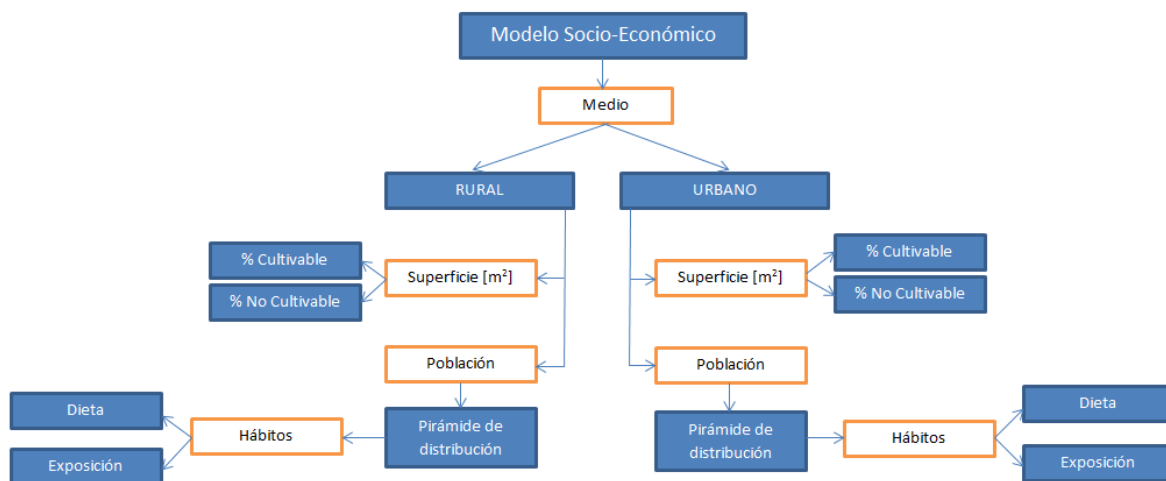 Modelo Socio-Económico
Medio
RURAL
URBANO
% Cultivable
% No Cultivable
Superficie [m²]
Superficie [m²]
% Cultivable
% No Cultivable
Población
Población
Dieta
Exposición
Hábitos
Pirámide de
distribución
Pirámide de
distribución
Hábitos
Dieta
Exposición